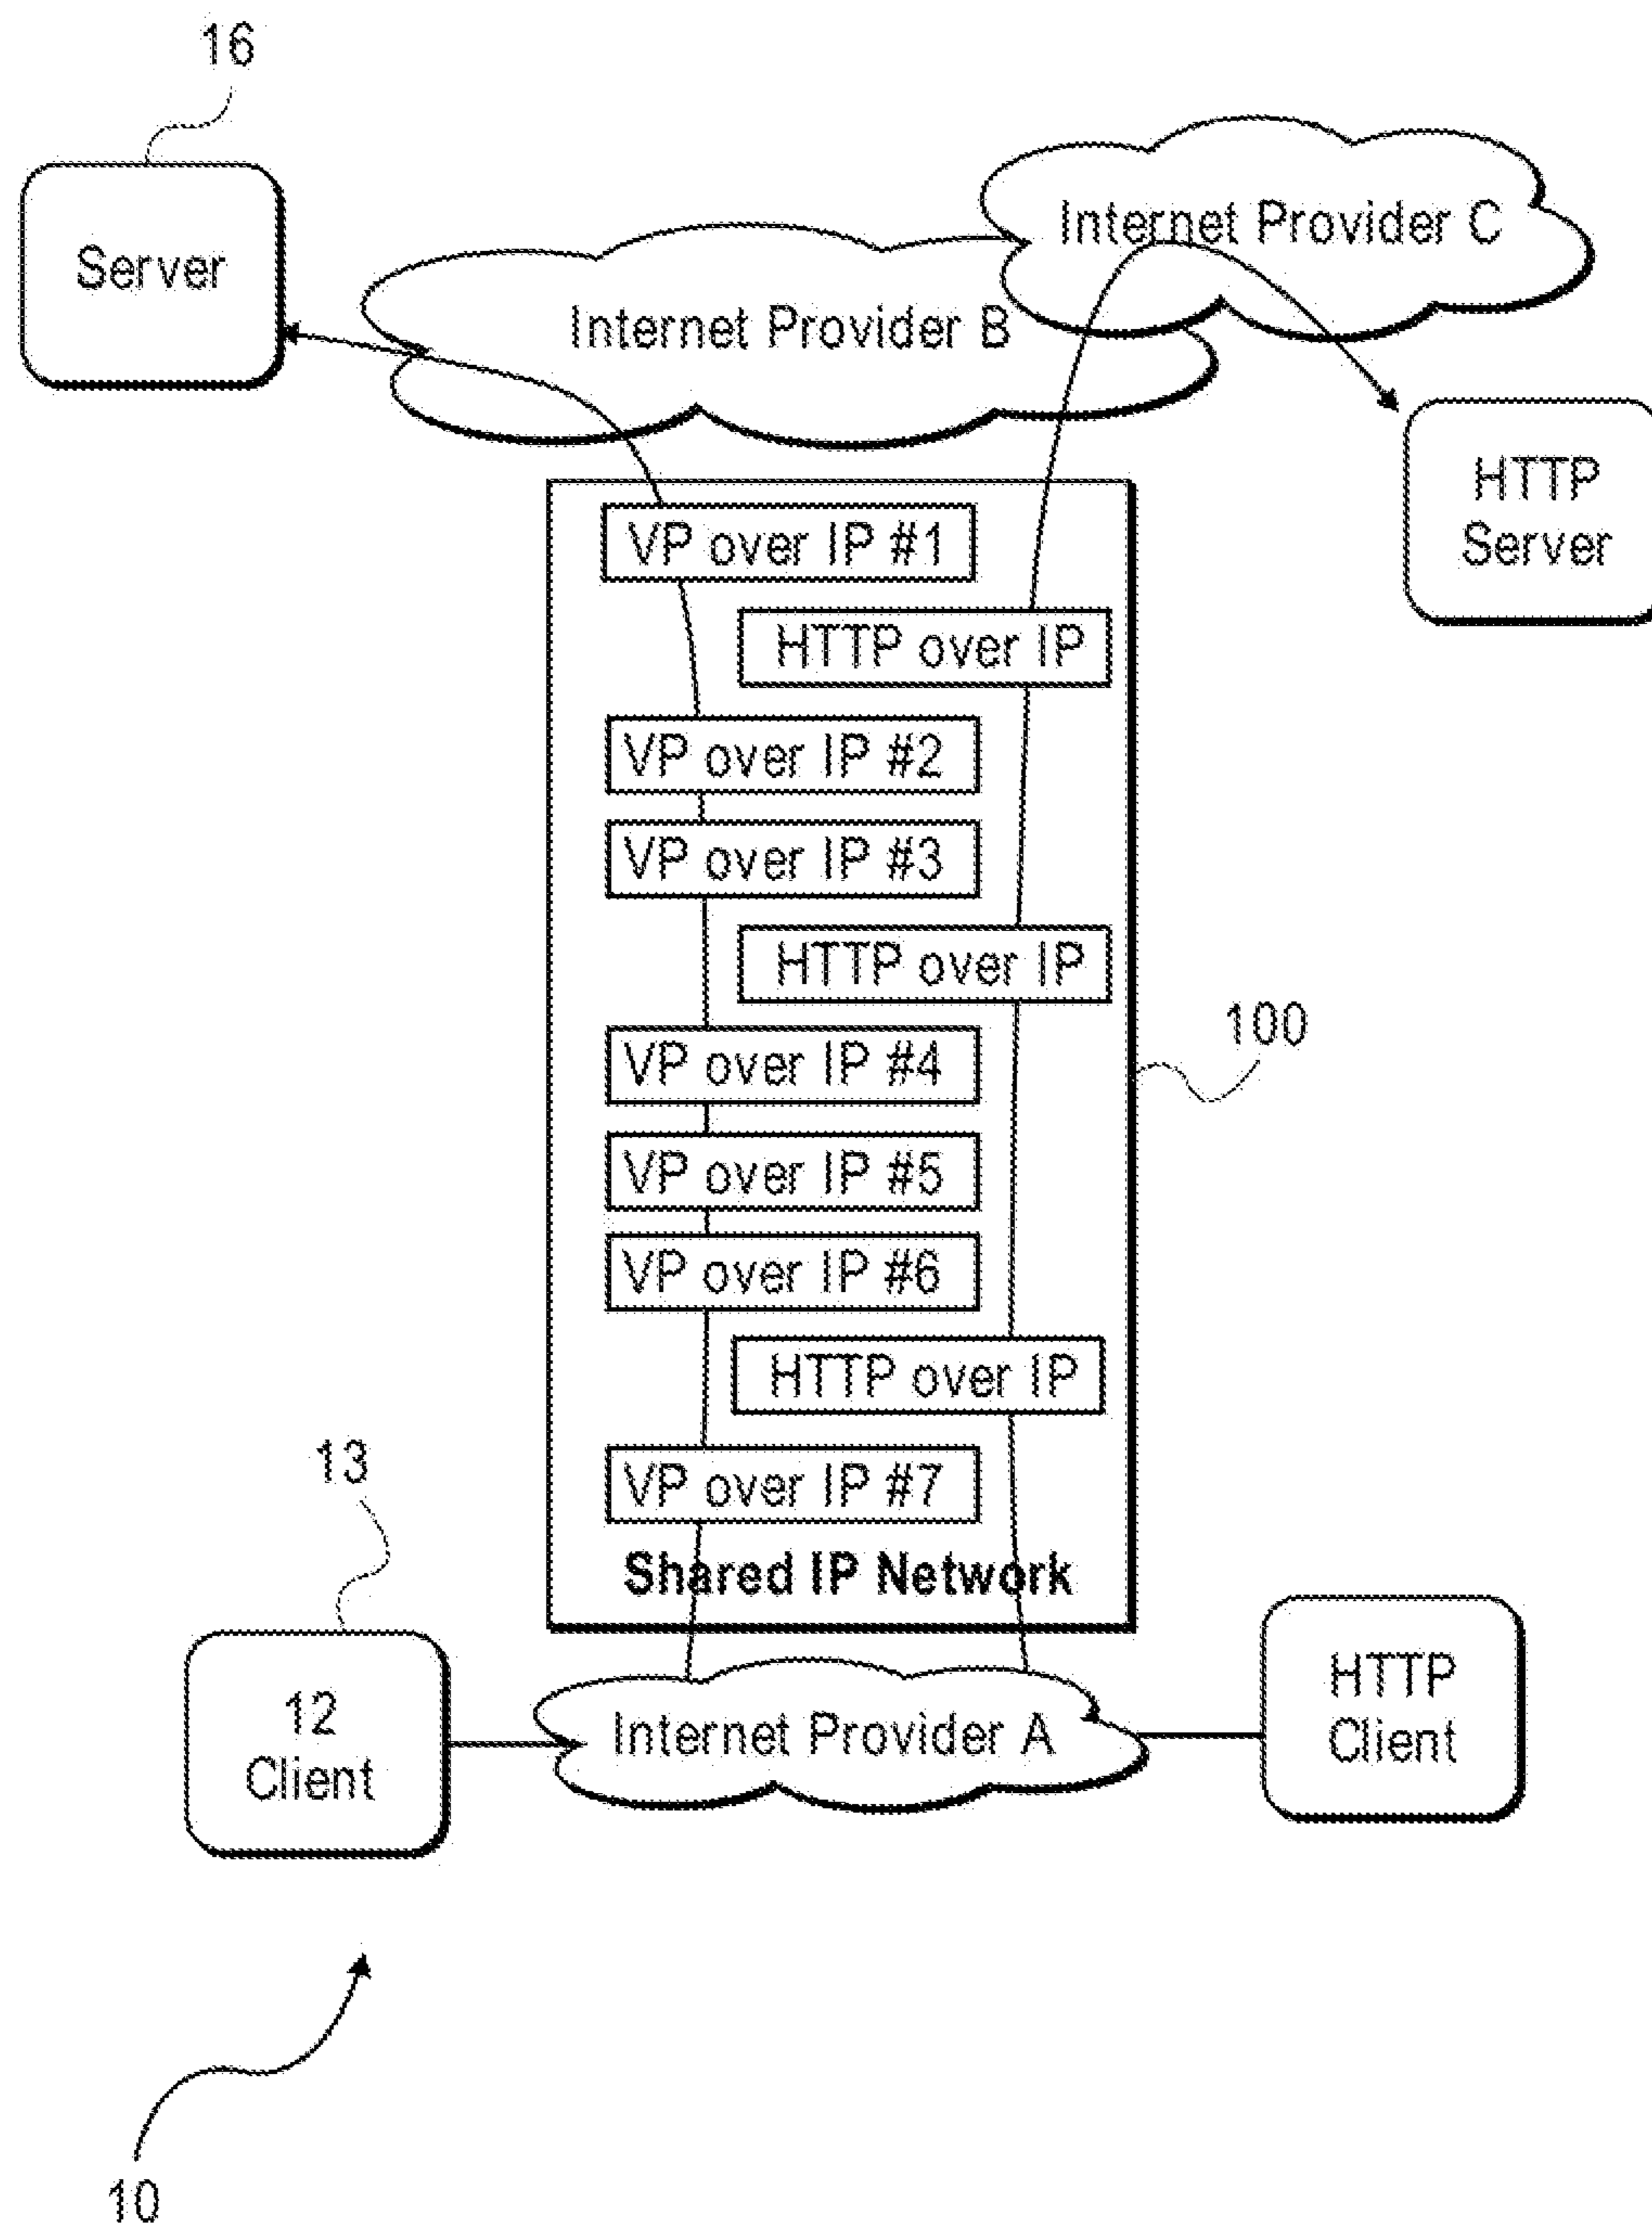 16
Server
Internet Provider C
Internet Provider B
HTTP
Server
VP over IP #1
HTTP over IP
VP over IP #2
VP over IP #3
HTTP over IP
100
VP over IP #4
VP over IP #5
VP over IP #6
HTTP over IP
13
VP over IP #7
Shared IP Network
12
Client
Internet Provider A
HTTP
Client
10